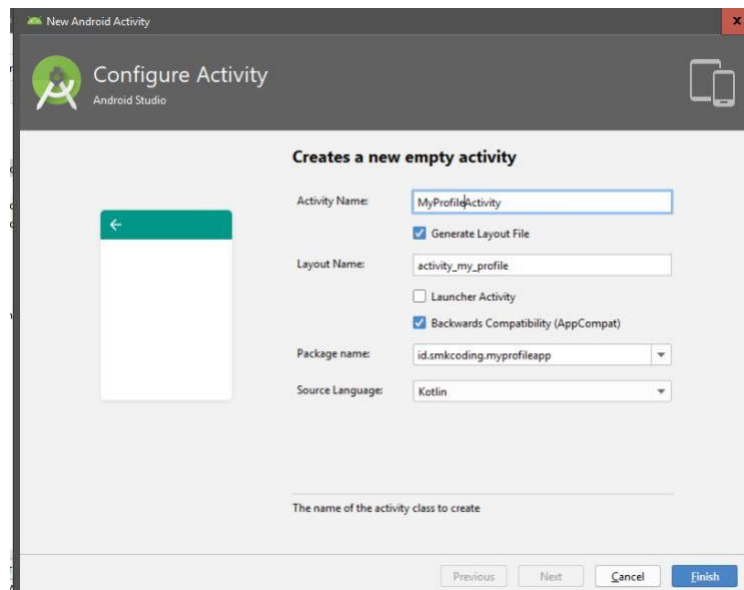 New Android Activity
x
Configure Activity
Android Studio
Creates a new empty activity
Activity Name:
MyProfileActivity
Generate Layout File
Layout Name:
activity_my_profile
Launcher Activity
Backwards Compatibility (AppCompat)
Package name:
id.smkcoding.myprofileapp
Source Language:
Kotlin
The name of the activity class to create
Previous
Next
Cancel
Finish